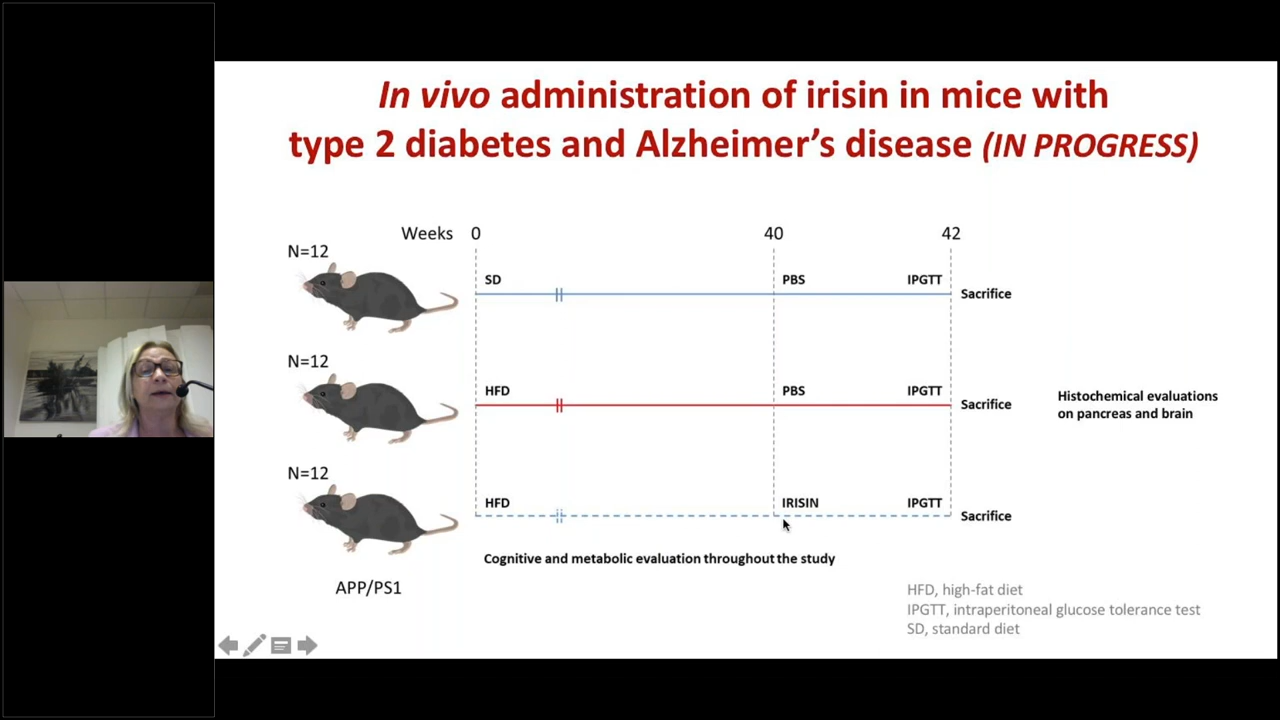 In vivo administration of irisin in mice with
type 2 diabetes and Alzheimer's disease (IN PROGRESS)
Weeks 0 40 42
N=12
SD PBS IPGTT
Sacrifice
N=12
HFD PBS IPGTT
Sacrifice
Histochemical evaluations
on pancreas and brain
N=12
HFD IRISIN IPGTT
Sacrifice
Cognitive and metabolic evaluation throughout the study
APP/PS1
HFD, high-fat diet
IPGTT, intraperitoneal glucose tolerance test
SD, standard diet